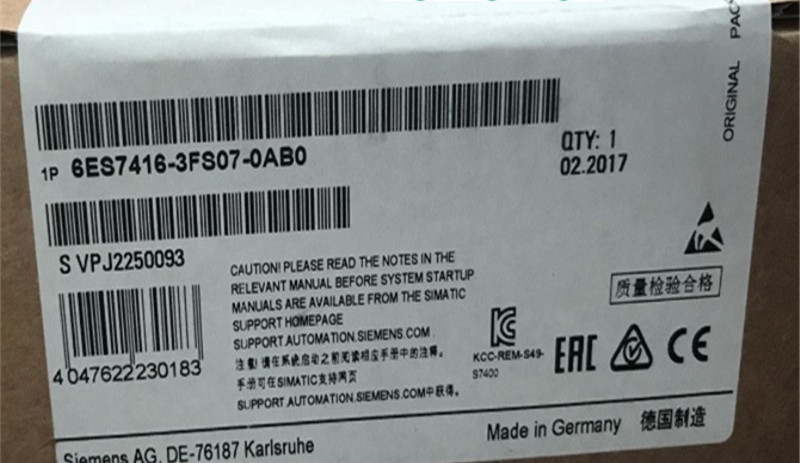 ORIGINAL PAC
1P 6ES7416-3FS07-0AB0
QTY: 1
02.2017
S VPJ2250093
CAUTION! PLEASE READ THE NOTES IN THE
RELEVANT MANUAL BEFORE SYSTEM STARTUP
MANUALS ARE AVAILABLE FROM THE SIMATIC
SUPPORT HOMEPAGE
SUPPORT.AUTOMATION.SIEMENS.COM
注意!请在系统启动之前阅读相应手册中的注释。
手册可在SIMATIC支持网页
SUPPORT.AUTOMATION.SIEMENS.COM中获得。
4 047622 230183
质量检验合格
KCC-REM-S49-
S7400
EAC
CE
Made in Germany 德国制造
Siemens AG, DE-76187 Karlsruhe